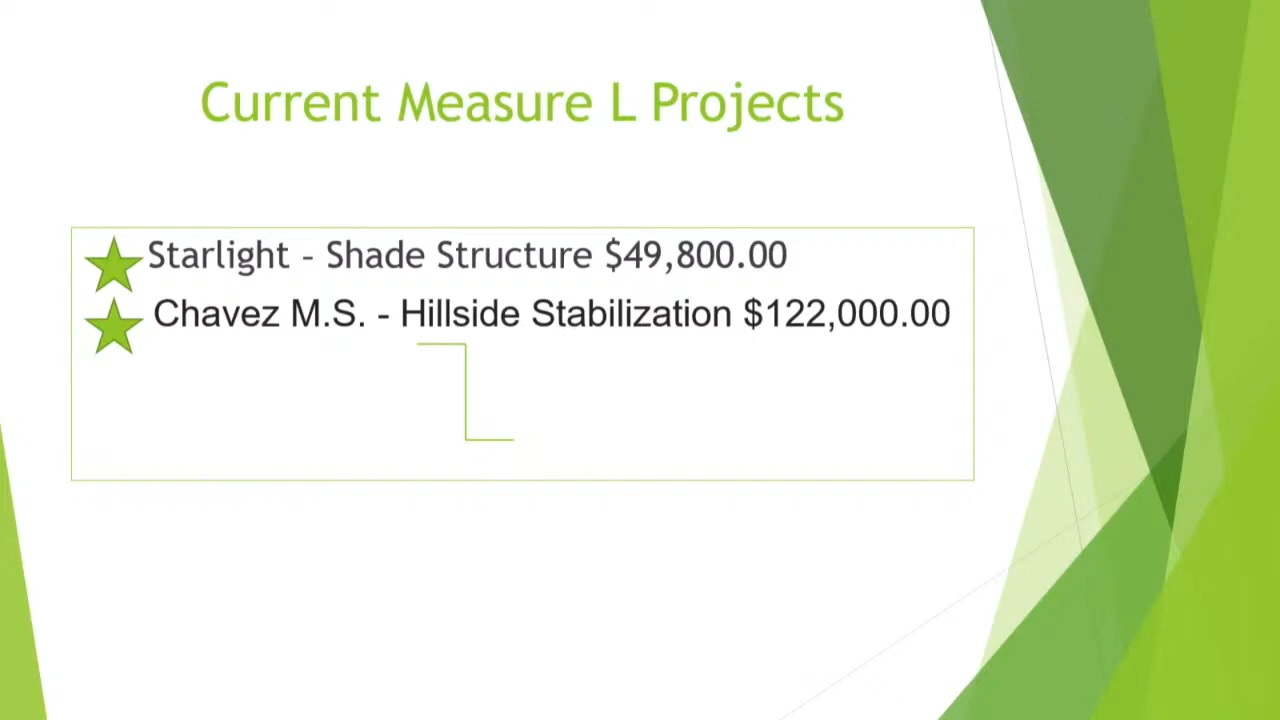 Current Measure L Projects
Starlight – Shade Structure $49,800.00
Chavez M.S. - Hillside Stabilization $122,000.00